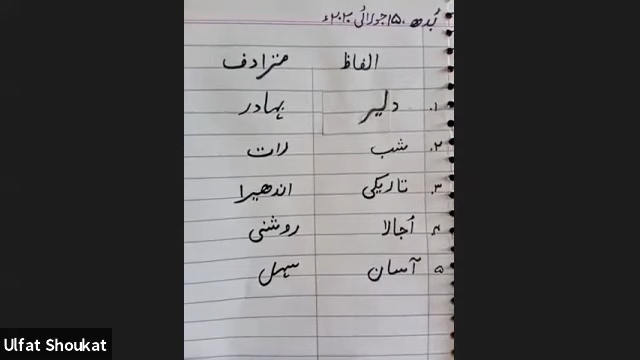 بُدھ ۱۵،جولائی ۲۰۲۰ء
الفاظ مترادف
۱. دلیر بہادر
۲. شب رات
۳. تاریکی اندھیرا
۴. اُجالا روشنی
۵. آسان سہل
Ulfat Shoukat